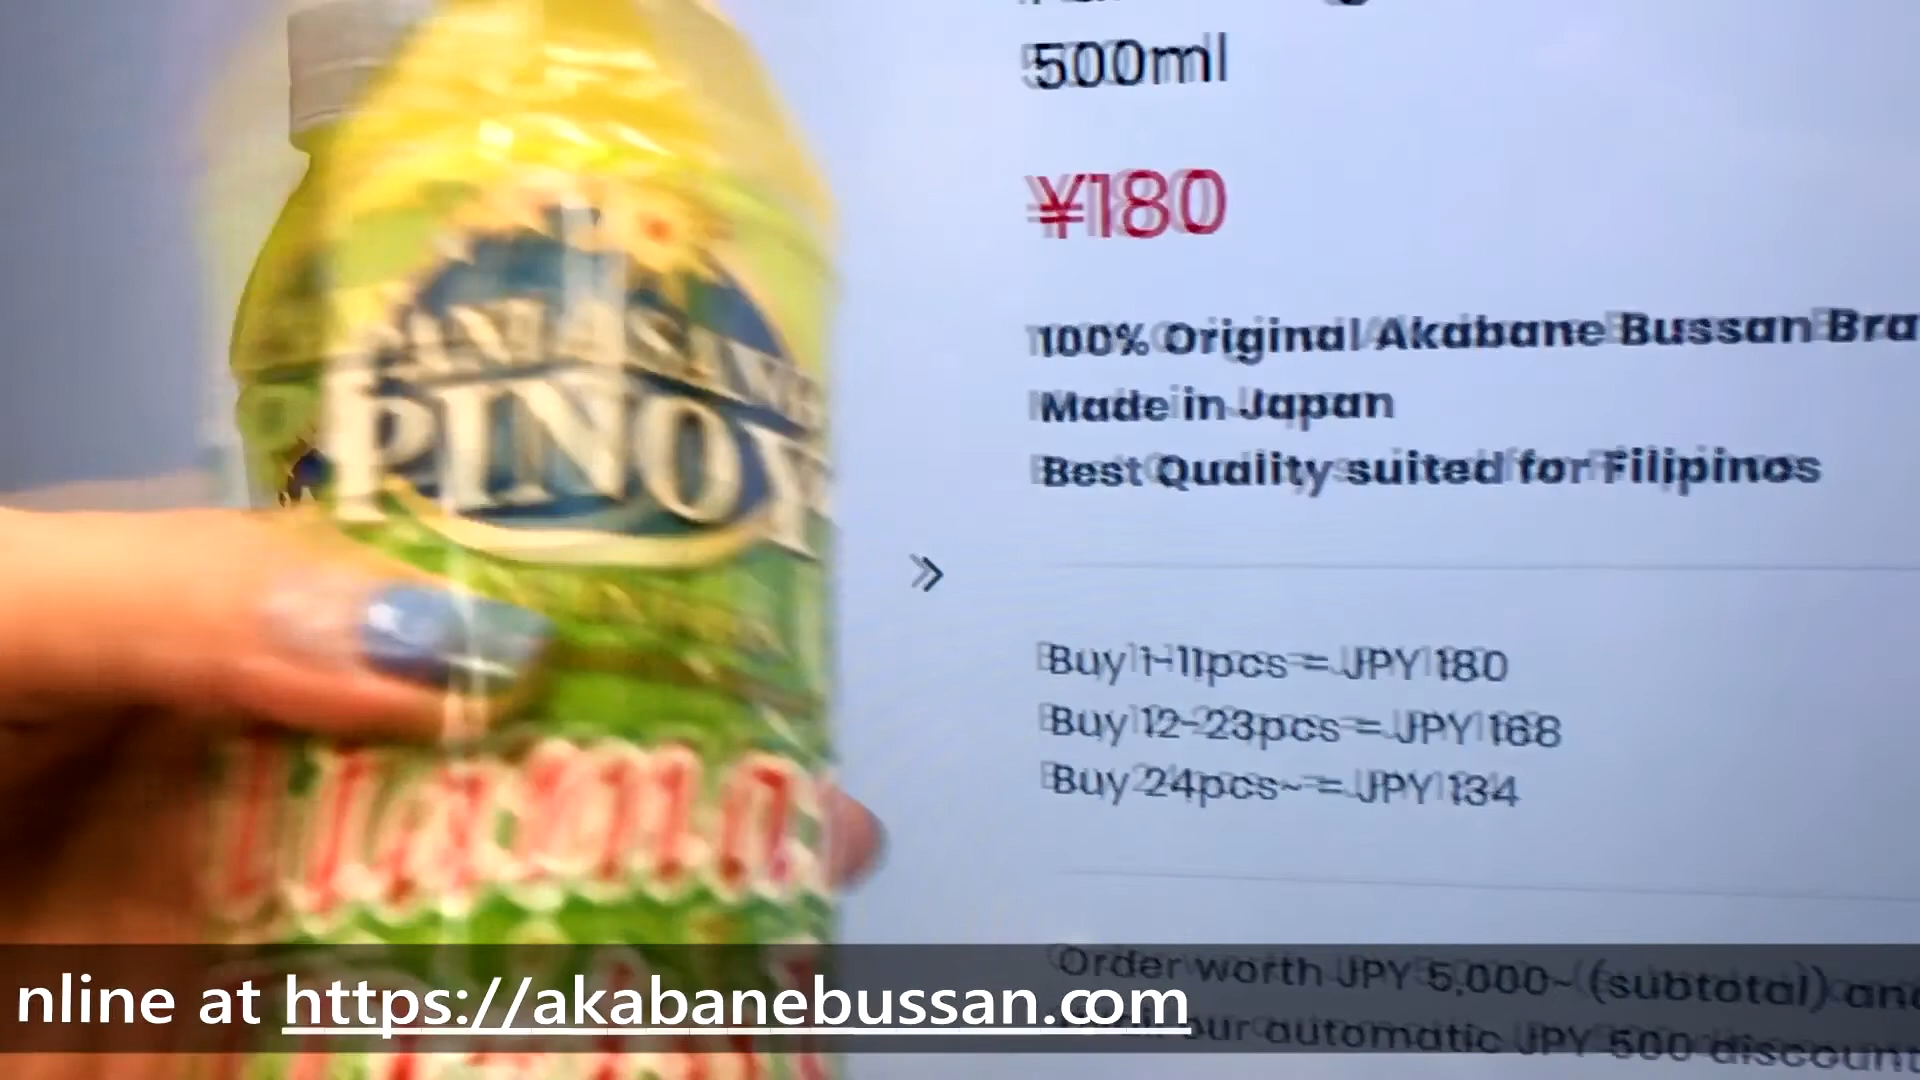 PINOY
500ml
¥180
100% Original Akabane Bussan Bra
Made in Japan
Best Quality suited for Filipinos
Buy 1-11pcs = JPY 180
Buy 12-23pcs = JPY 168
Buy 24pcs~ = JPY 134
Order worth JPY 5,000~ (subtotal) and
our automatic JPY 500 discount
nline at https://akabanebussan.com